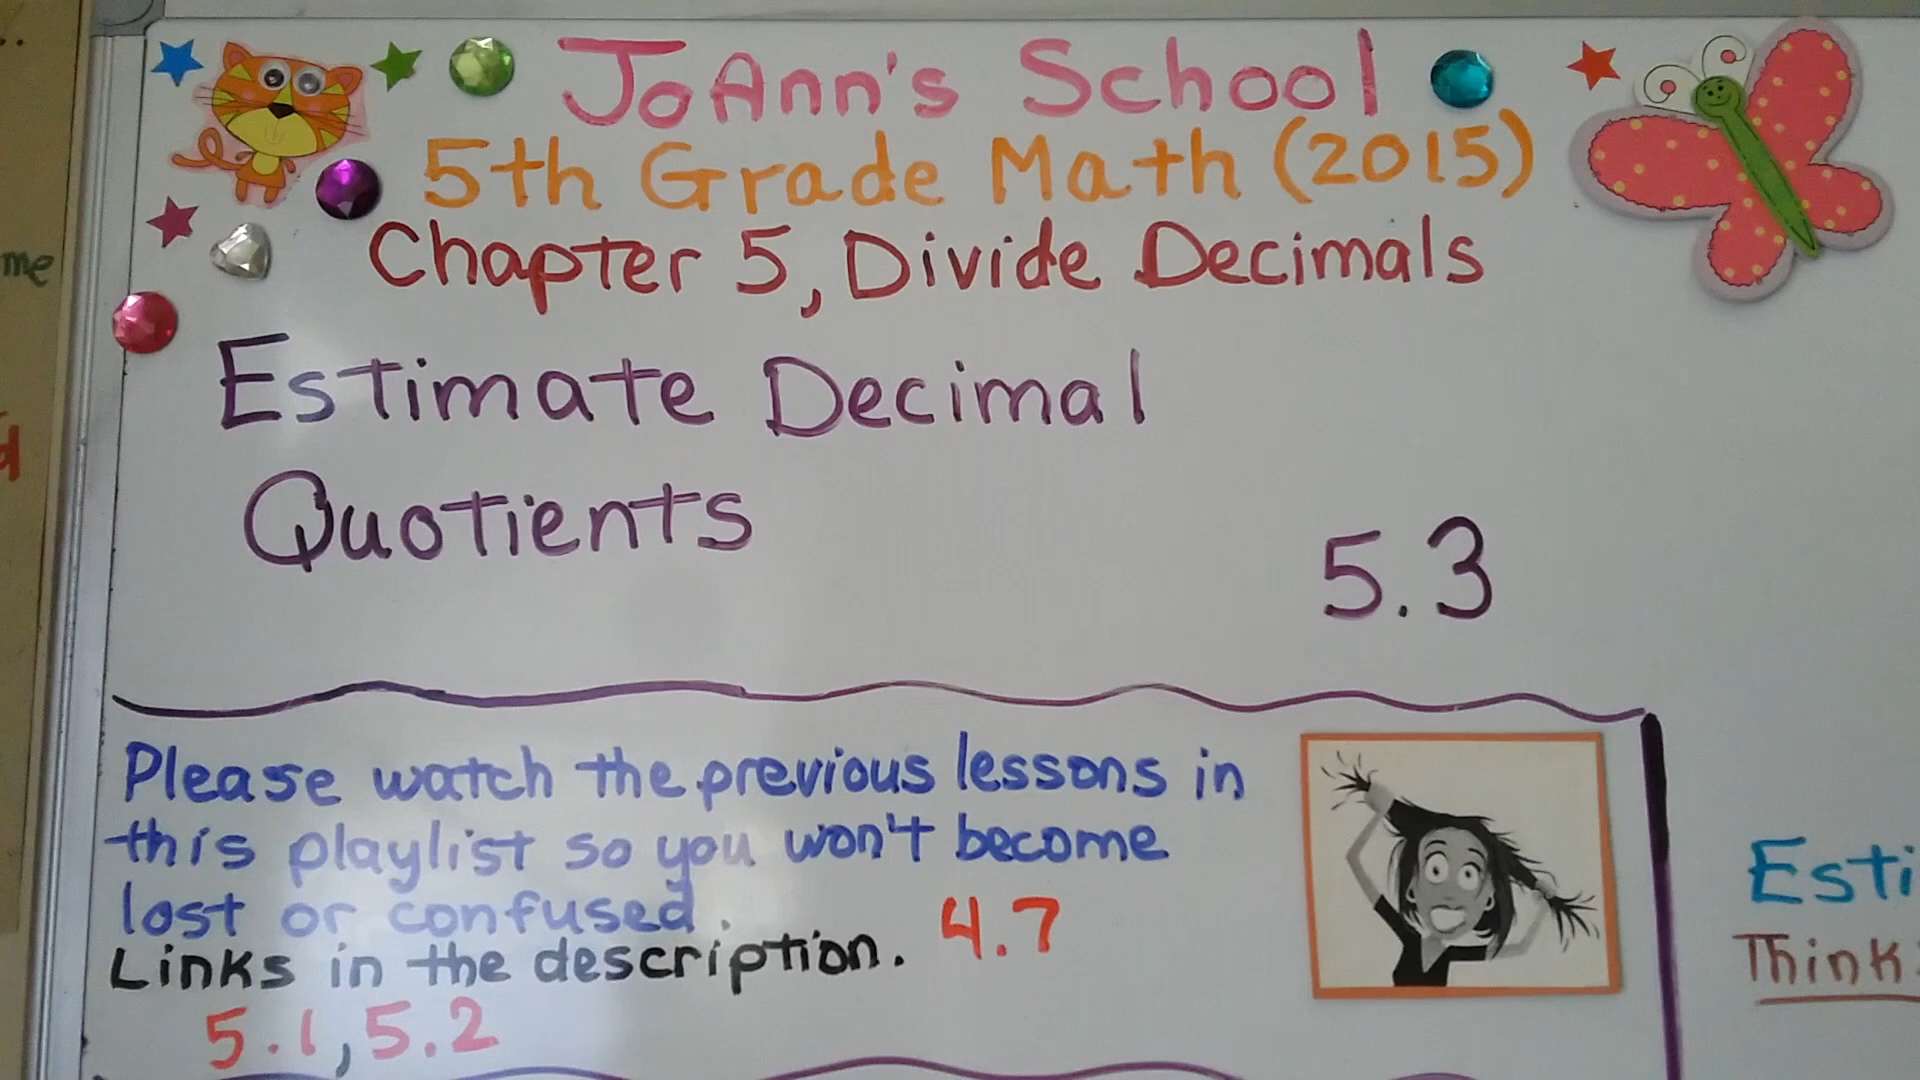 JoAnn's School
5th Grade Math (2015)
Chapter 5, Divide Decimals
Estimate Decimal
Quotients
5.3
Please watch the previous lessons in
this playlist so you won't become
lost or confused.
Links in the description. 4.7
5.1, 5.2
Esti
Think:
me